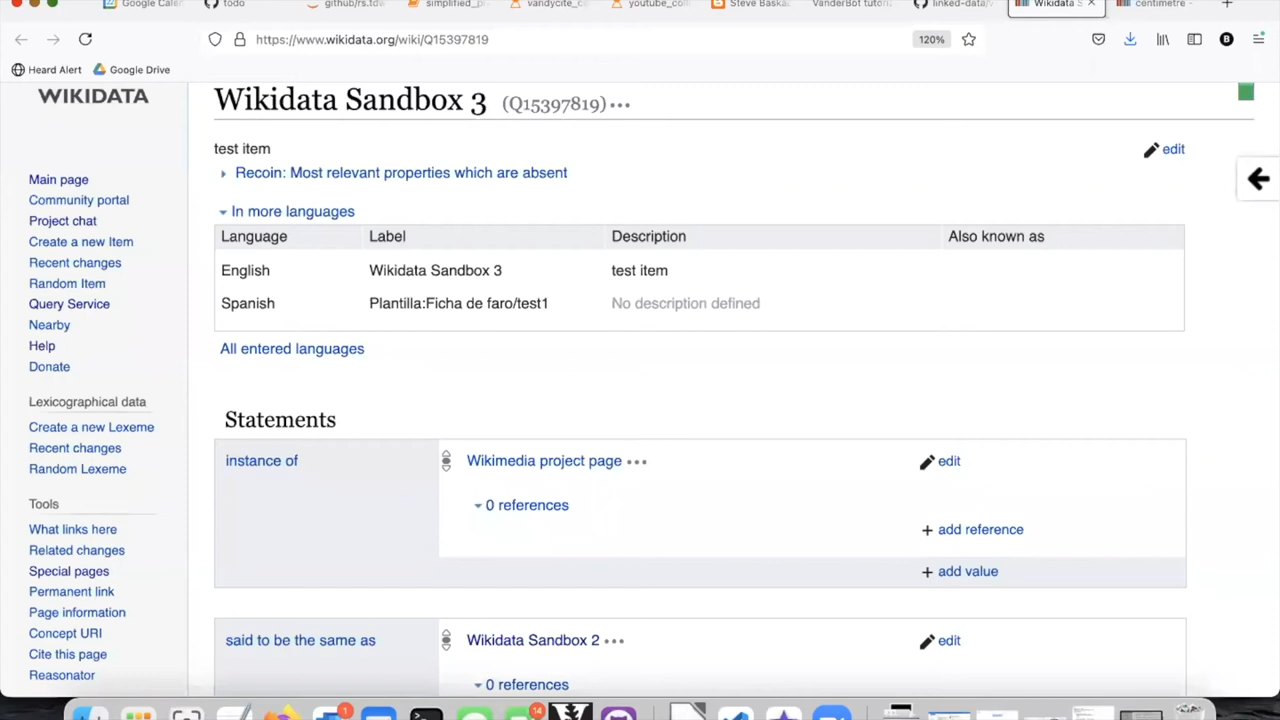 Google Caler
todo
github/rs.tdw
simplified_p
vandycite_c
youtube_coll
Steve Baska
VanderBot tutor
linked-data/v
Wikidata S
centimetre -
https://www.wikidata.org/wiki/Q15397819
120%
B
Heard Alert
Google Drive
WIKIDATA
Main page
Community portal
Project chat
Create a new Item
Recent changes
Random Item
Query Service
Nearby
Help
Donate
Lexicographical data
Create a new Lexeme
Recent changes
Random Lexeme
Tools
What links here
Related changes
Special pages
Permanent link
Page information
Concept URI
Cite this page
Reasonator
Wikidata Sandbox 3 (Q15397819)
test item
edit
Recoin: Most relevant properties which are absent
In more languages
Language Label Description Also known as
English Wikidata Sandbox 3 test item
Spanish Plantilla:Ficha de faro/test1 No description defined
All entered languages
Statements
instance of
Wikimedia project page
edit
0 references
+ add reference
+ add value
said to be the same as
Wikidata Sandbox 2
edit
0 references
1
14